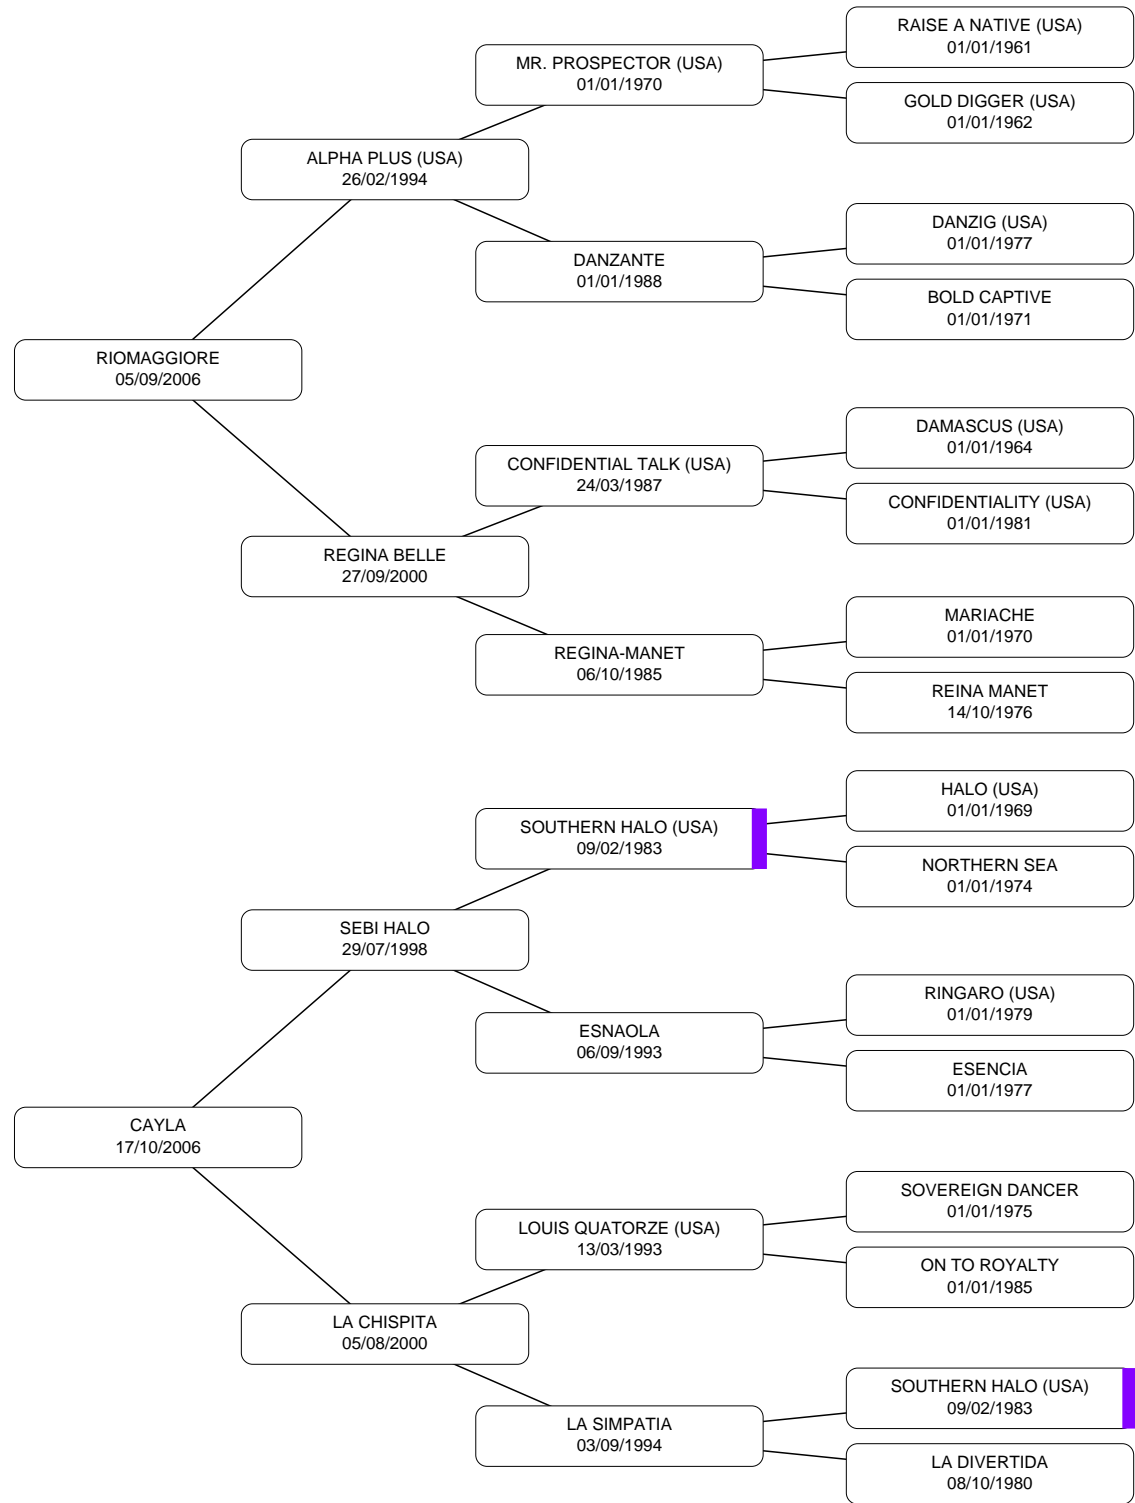 RAISE A NATIVE (USA)
01/01/1961
MR. PROSPECTOR (USA)
01/01/1970
GOLD DIGGER (USA)
01/01/1962
ALPHA PLUS (USA)
26/02/1994
DANZIG (USA)
01/01/1977
DANZANTE
01/01/1988
BOLD CAPTIVE
01/01/1971
RIOMAGGIORE
05/09/2006
DAMASCUS (USA)
01/01/1964
CONFIDENTIAL TALK (USA)
24/03/1987
CONFIDENTIALITY (USA)
01/01/1981
REGINA BELLE
27/09/2000
MARIACHE
01/01/1970
REGINA-MANET
06/10/1985
REINA MANET
14/10/1976
HALO (USA)
01/01/1969
SOUTHERN HALO (USA)
09/02/1983
NORTHERN SEA
01/01/1974
SEBI HALO
29/07/1998
RINGARO (USA)
01/01/1979
ESNAOLA
06/09/1993
ESENCIA
01/01/1977
CAYLA
17/10/2006
SOVEREIGN DANCER
01/01/1975
LOUIS QUATORZE (USA)
13/03/1993
ON TO ROYALTY
01/01/1985
LA CHISPITA
05/08/2000
SOUTHERN HALO (USA)
09/02/1983
LA SIMPATIA
03/09/1994
LA DIVERTIDA
08/10/1980